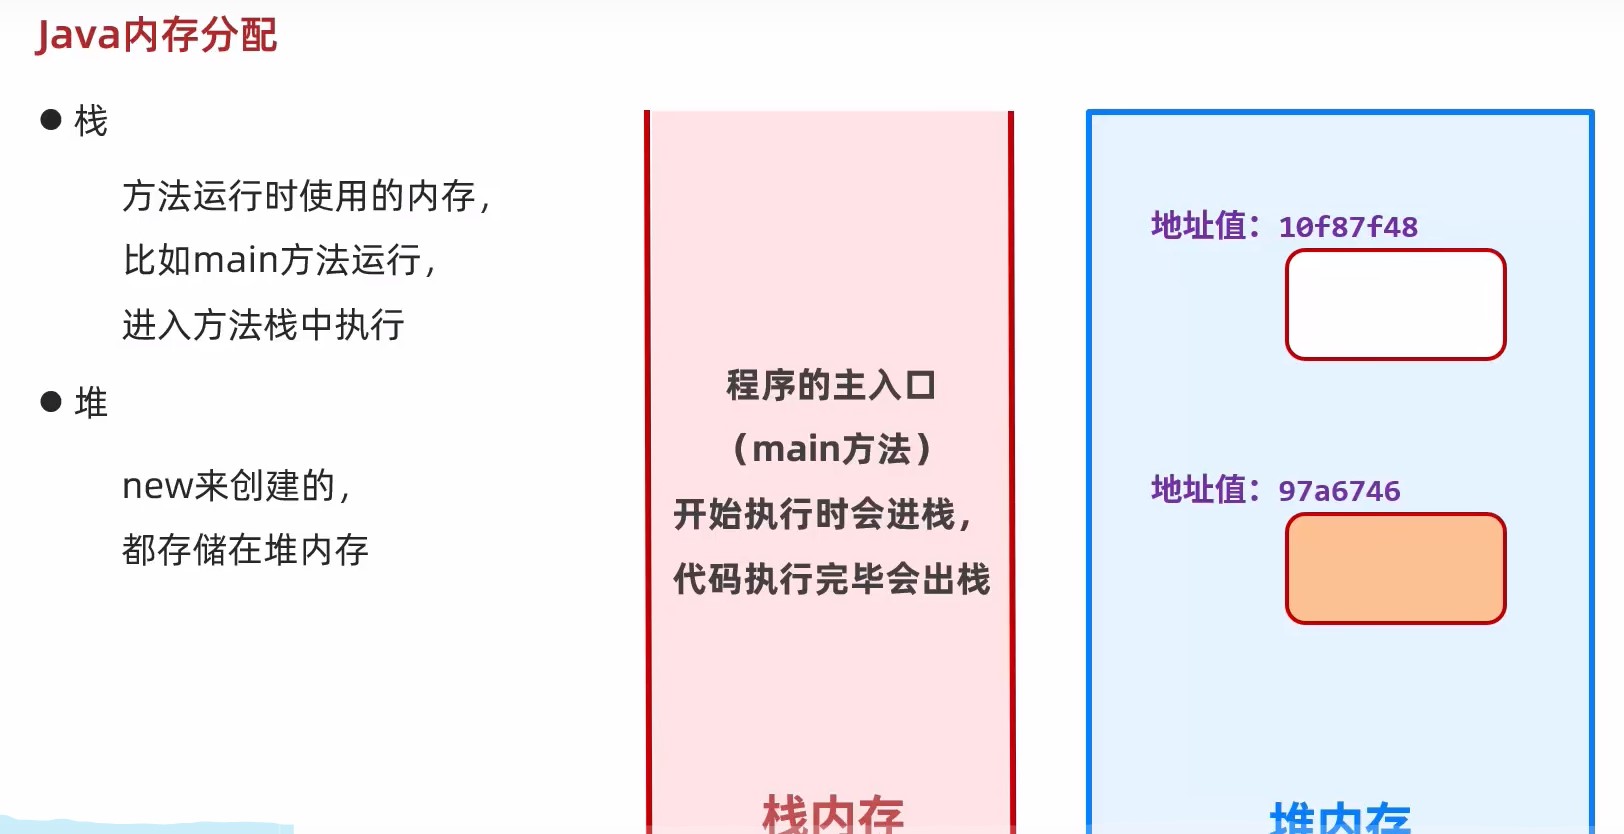 Java内存分配
● 栈
方法运行时使用的内存，
比如main方法运行，
进入方法栈中执行
● 堆
new来创建的，
都存储在堆内存
程序的主入口
（main方法）
开始执行时会进栈，
代码执行完毕会出栈
栈内存
地址值：10f87f48
地址值：97a6746
堆内存